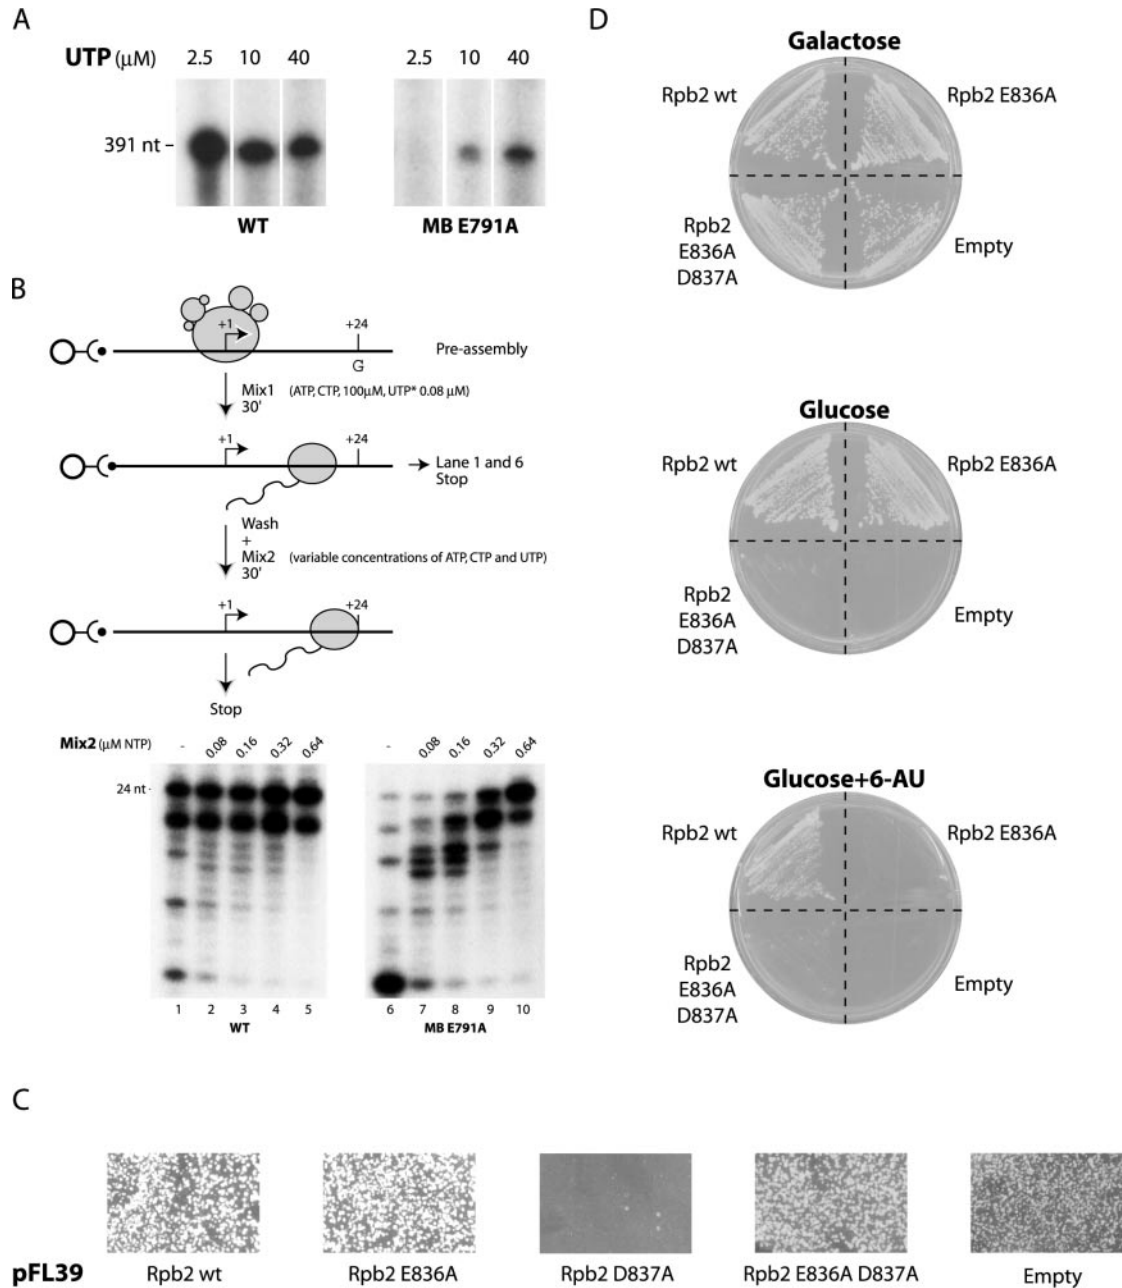 A
UTP (µM)
2.5 10 40
2.5 10 40
391 nt –
WT
MB E791A
B
+1
+24
G
Pre-assembly
Mix1
30'
(ATP, CTP, 100µM, UTP* 0.08 µM)
+1
+24
Lane 1 and 6
Stop
Wash
+
Mix2
30'
(variable concentrations of ATP, CTP and UTP)
+1
+24
Stop
Mix2 (µM NTP)
- 0.08 0.16 0.32 0.64
- 0.08 0.16 0.32 0.64
24 nt -
1 2 3 4 5
WT
6 7 8 9 10
MB E791A
C
pFL39
Rpb2 wt
Rpb2 E836A
Rpb2 D837A
Rpb2 E836A D837A
Empty
D
Galactose
Rpb2 wt
Rpb2 E836A
Rpb2
E836A
D837A
Empty
Glucose
Rpb2 wt
Rpb2 E836A
Rpb2
E836A
D837A
Empty
Glucose+6-AU
Rpb2 wt
Rpb2 E836A
Rpb2
E836A
D837A
Empty